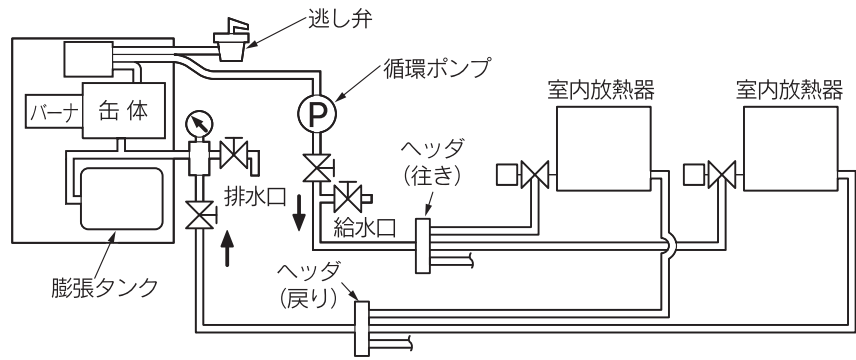 逃し弁
循環ポンプ
P
室内放熱器
室内放熱器
バーナ
缶体
ヘッダ
(往き)
排水口
給水口
膨張タンク
ヘッダ
(戻り)